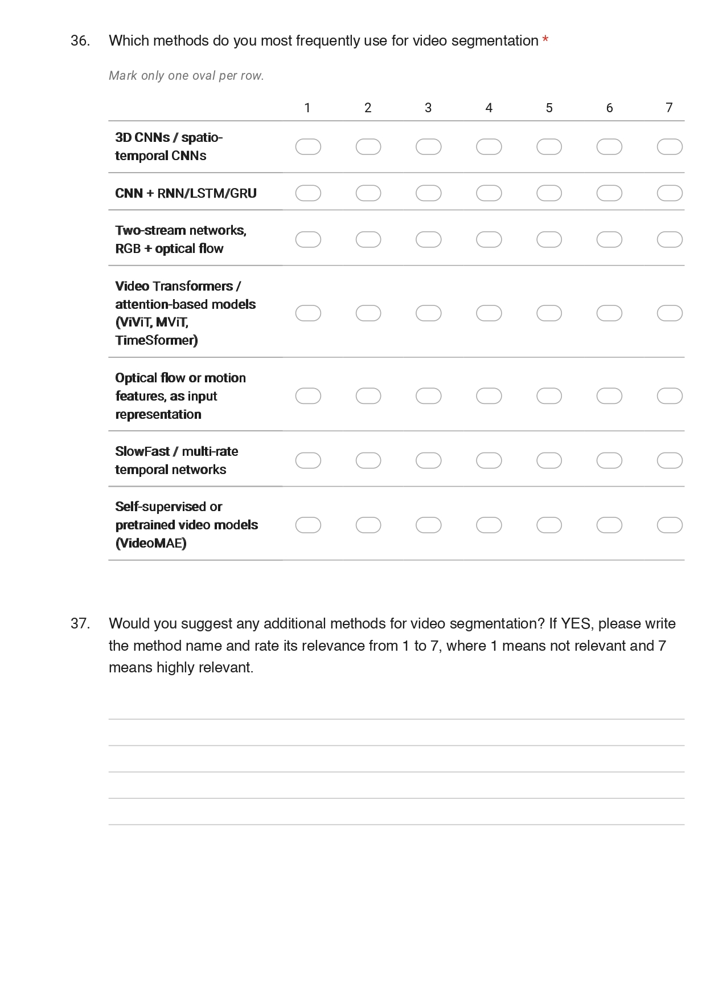 36. Which methods do you most frequently use for video segmentation *
Mark only one oval per row.
1 2 3 4 5 6 7
3D CNNs / spatio-
temporal CNNs
CNN + RNN/LSTM/GRU
Two-stream networks,
RGB + optical flow
Video Transformers /
attention-based models
(ViViT, MViT,
TimeSformer)
Optical flow or motion
features, as input
representation
SlowFast / multi-rate
temporal networks
Self-supervised or
pretrained video models
(VideoMAE)
37. Would you suggest any additional methods for video segmentation? If YES, please write
the method name and rate its relevance from 1 to 7, where 1 means not relevant and 7
means highly relevant.